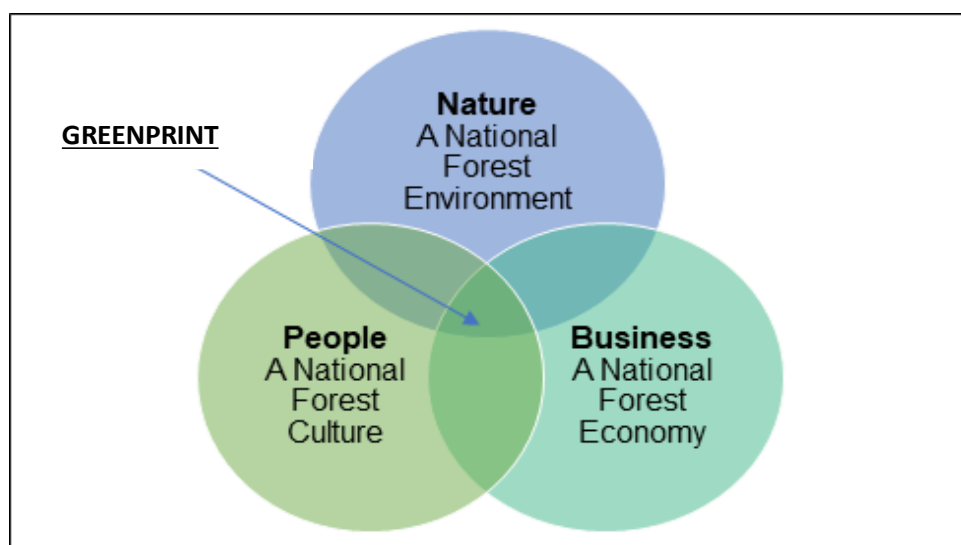 Nature
A National
Forest
Environment
GREENPRINT
People
A National
Forest
Culture
Business
A National
Forest
Economy